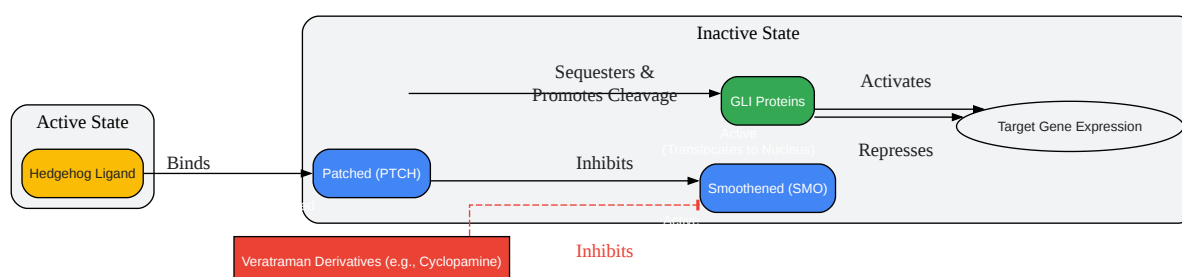 Inactive State
Sequesters &
Promotes Cleavage
GLI Proteins
Activates
Active State
Target Gene Expression
Active
(Translocates to Nucleus)
Represses
Hedgehog Ligand
Binds
Patched (PTCH)
Inhibits
Smoothened (SMO)
Veratraman Derivatives (e.g., Cyclopamine)
Inhibits